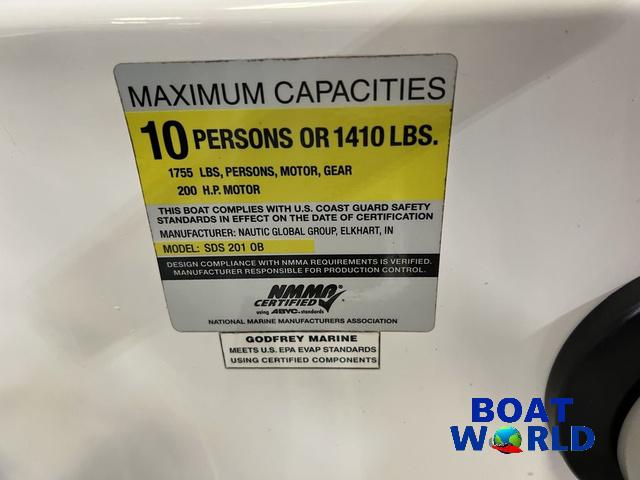 MAXIMUM CAPACITIES
10 PERSONS OR 1410 LBS.
1755 LBS, PERSONS, MOTOR, GEAR
200 H.P. MOTOR
THIS BOAT COMPLIES WITH U.S. COAST GUARD SAFETY
STANDARDS IN EFFECT ON THE DATE OF CERTIFICATION
MANUFACTURER: NAUTIC GLOBAL GROUP, ELKHART, IN
MODEL: SDS 201 OB
DESIGN COMPLIANCE WITH NMMA REQUIREMENTS IS VERIFIED.
MANUFACTURER RESPONSIBLE FOR PRODUCTION CONTROL.
NMMA
CERTIFIED
using ABYC standards
NATIONAL MARINE MANUFACTURERS ASSOCIATION
GODFREY MARINE
MEETS U.S. EPA EVAP STANDARDS
USING CERTIFIED COMPONENTS
BOAT
WORLD